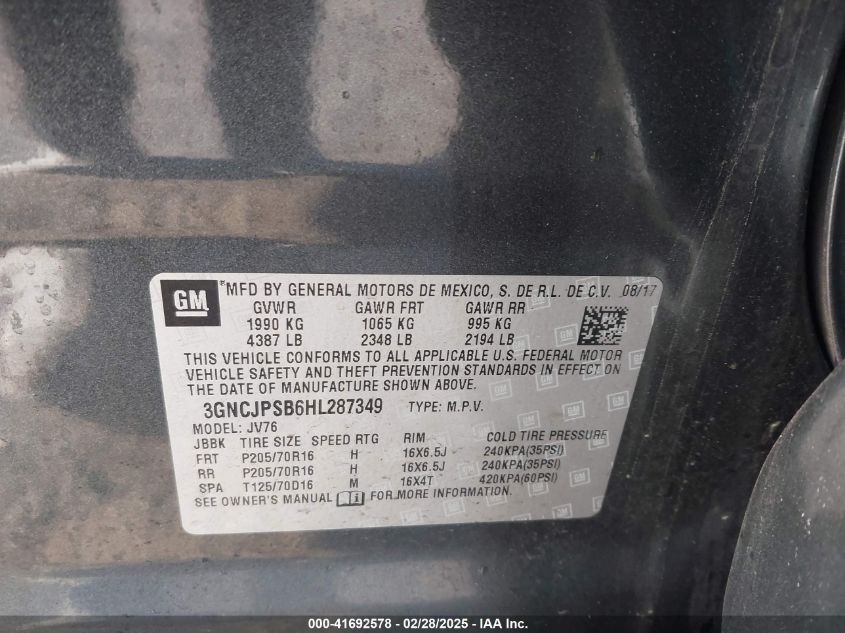 GM *MFD BY GENERAL MOTORS DE MEXICO, S. DE R.L. DE C.V. 08/17
GVWR GAWR FRT GAWR RR
1990 KG 1065 KG 995 KG
4387 LB 2348 LB 2194 LB
THIS VEHICLE CONFORMS TO ALL APPLICABLE U.S. FEDERAL MOTOR
VEHICLE SAFETY AND THEFT PREVENTION STANDARDS IN EFFECT ON
THE DATE OF MANUFACTURE SHOWN ABOVE.
3GNCJPSB6HL287349 TYPE: M.P.V.
MODEL: JV76
JBBK TIRE SIZE SPEED RTG RIM COLD TIRE PRESSURE
FRT P205/70R16 H 16X6.5J 240KPA(35PSI)
RR P205/70R16 H 16X6.5J 240KPA(35PSI)
SPA T125/70D16 M 16X4T 420KPA(60PSI)
SEE OWNER'S MANUAL FOR MORE INFORMATION.
000-41692578 - 02/28/2025 - IAA Inc.